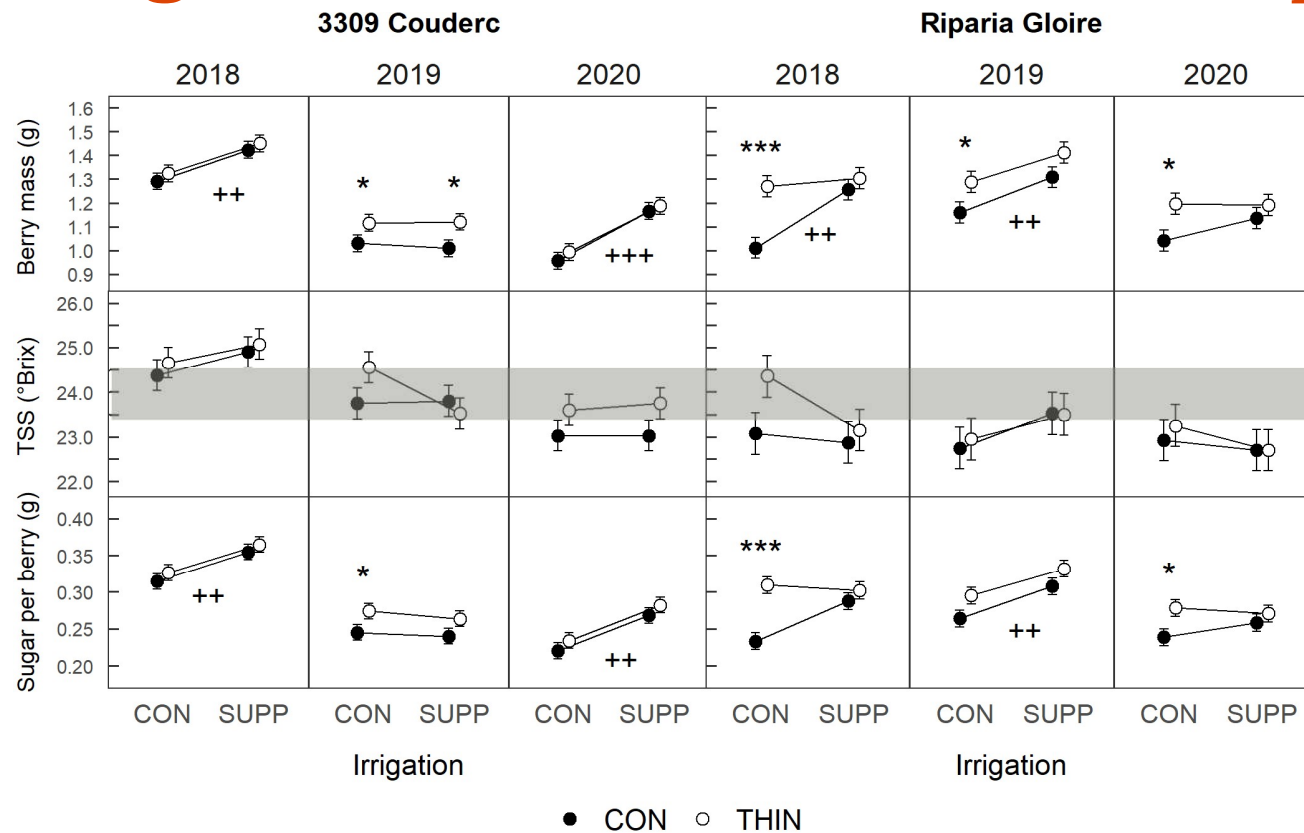 3309 Couderc Riparia Gloire
2018 2019 2020 2018 2019 2020
Berry mass (g)
1.6
1.5
1.4
1.3
1.2
1.1
1.0
0.9
*** * * * *
++ +++ ++ ++
TSS (°Brix)
26.0
25.0
24.0
23.0
22.0
Sugar per berry (g)
0.40
0.35
0.30
0.25
0.20
*** * *
++ ++ ++
CON SUPP CON SUPP CON SUPP CON SUPP CON SUPP CON SUPP
Irrigation Irrigation
● CON ○ THIN